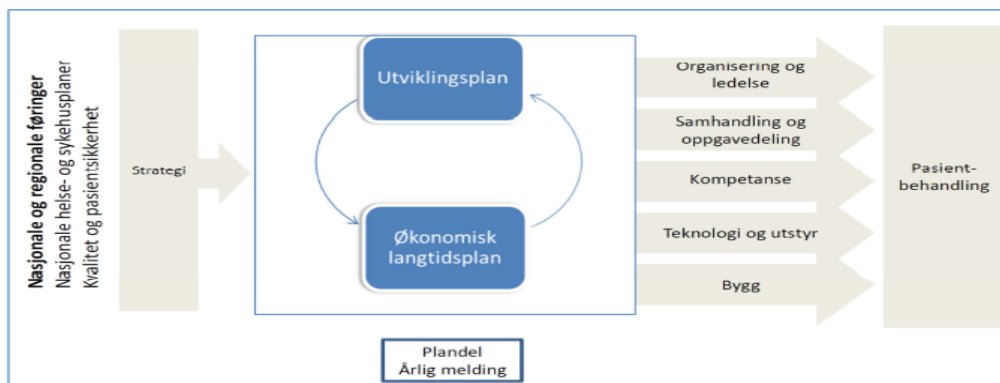 Nasjonale og regionale føringer
Nasjonale helse- og sykehusplaner
Kvalitet og pasientsikkerhet
Strategi
Utviklingsplan
Økonomisk
langtidsplan
Plandel
Årlig melding
Organisering og
ledelse
Samhandling og
oppgavedeling
Kompetanse
Teknologi og utstyr
Bygg
Pasient-
behandling